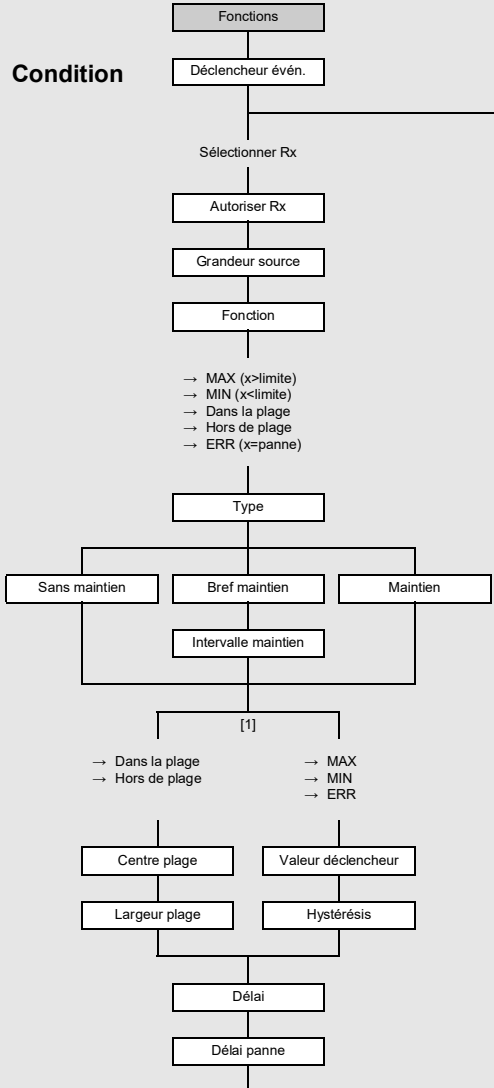 Fonctions
Condition
Déclencheur évén.
Sélectionner Rx
Autoriser Rx
Grandeur source
Fonction
→ MAX (x>limite)
→ MIN (x<limite)
→ Dans la plage
→ Hors de plage
→ ERR (x=panne)
Type
Sans maintien
Bref maintien
Maintien
Intervalle maintien
[1]
→ Dans la plage
→ Hors de plage
→ MAX
→ MIN
→ ERR
Centre plage
Valeur déclencheur
Largeur plage
Hystérésis
Délai
Délai panne